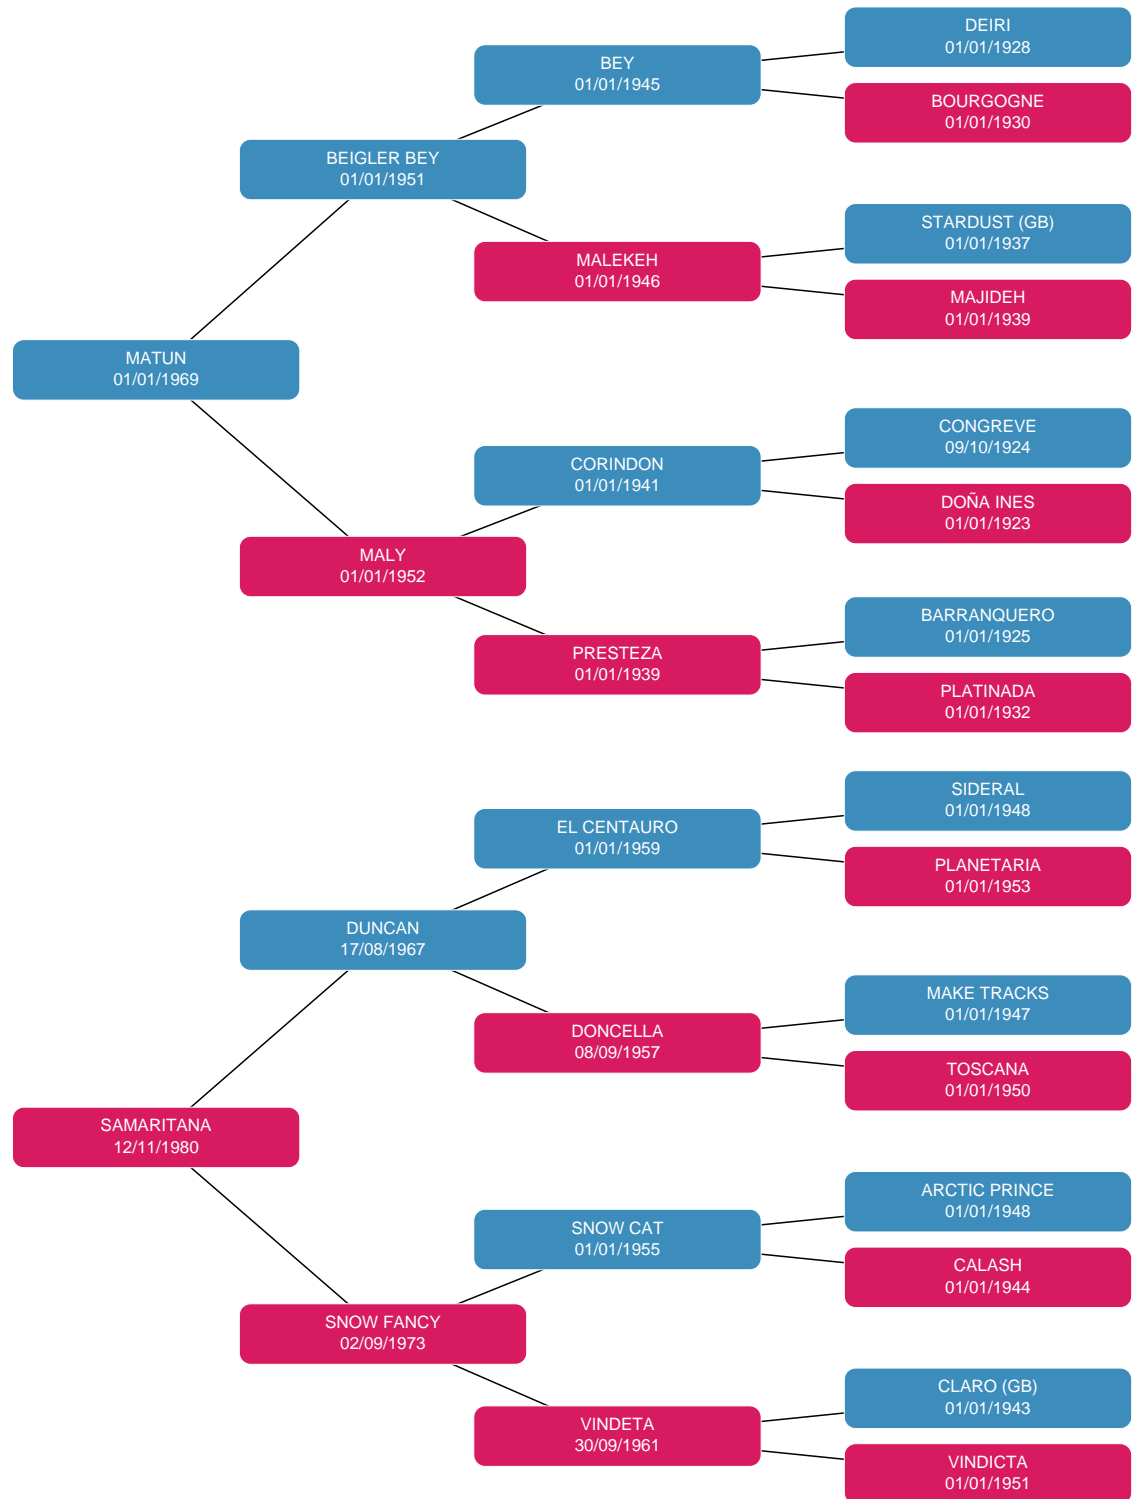 DEIRI
01/01/1928
BEY
01/01/1945
BOURGOGNE
01/01/1930
BEIGLER BEY
01/01/1951
STARDUST (GB)
01/01/1937
MALEKEH
01/01/1946
MAJIDEH
01/01/1939
MATUN
01/01/1969
CONGREVE
09/10/1924
CORINDON
01/01/1941
DOÑA INES
01/01/1923
MALY
01/01/1952
BARRANQUERO
01/01/1925
PRESTEZA
01/01/1939
PLATINADA
01/01/1932
SIDERAL
01/01/1948
EL CENTAURO
01/01/1959
PLANETARIA
01/01/1953
DUNCAN
17/08/1967
MAKE TRACKS
01/01/1947
DONCELLA
08/09/1957
TOSCANA
01/01/1950
SAMARITANA
12/11/1980
ARCTIC PRINCE
01/01/1948
SNOW CAT
01/01/1955
CALASH
01/01/1944
SNOW FANCY
02/09/1973
CLARO (GB)
01/01/1943
VINDETA
30/09/1961
VINDICTA
01/01/1951